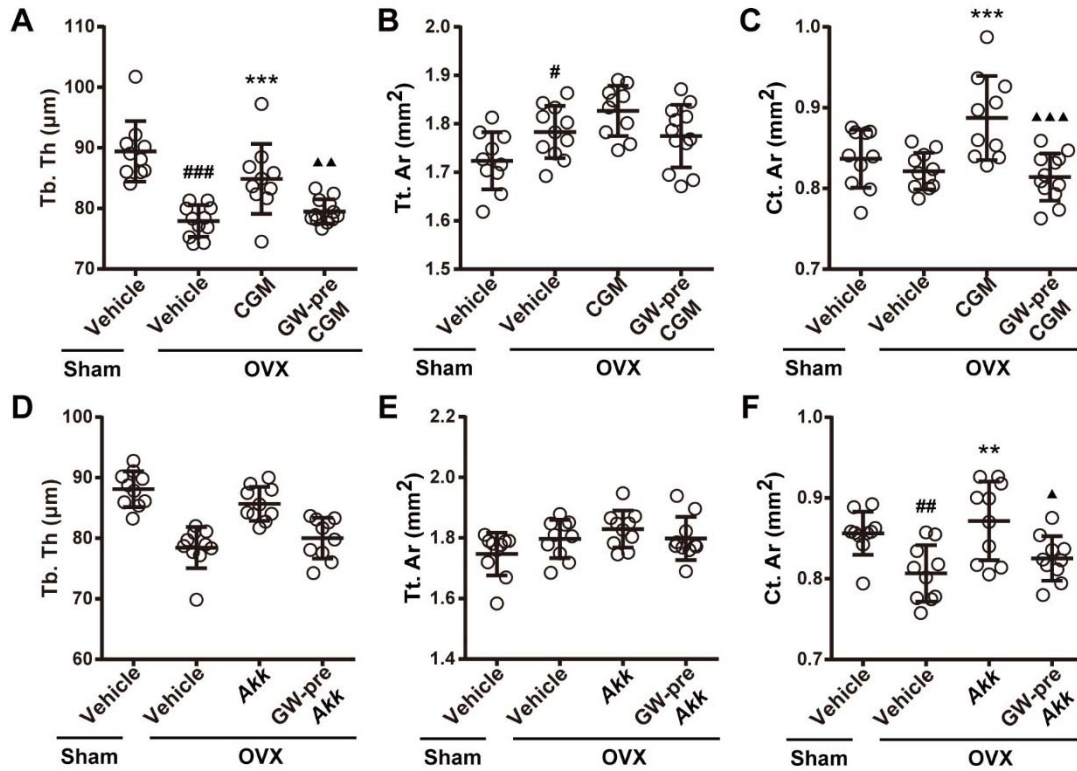 A
Tb. Th (μm)
100
90
80
70
110
###
***
▲▲
Vehicle
Vehicle
CGM
GW-pre
CGM
Sham
OVX
B
Tt. Ar (mm²)
2.0
1.9
1.8
1.7
1.6
1.5
#
Vehicle
Vehicle
CGM
GW-pre
CGM
Sham
OVX
C
Ct. Ar (mm²)
1.0
0.9
0.8
0.7
***
▲▲▲
Vehicle
Vehicle
CGM
GW-pre
CGM
Sham
OVX
D
Tb. Th (μm)
100
90
80
70
60
Vehicle
Vehicle
Akk
GW-pre
Akk
Sham
OVX
E
Tt. Ar (mm²)
2.2
2.0
1.8
1.6
1.4
Vehicle
Vehicle
Akk
GW-pre
Akk
Sham
OVX
F
Ct. Ar (mm²)
1.0
0.9
0.8
0.7
##
**
▲
Vehicle
Vehicle
Akk
GW-pre
Akk
Sham
OVX